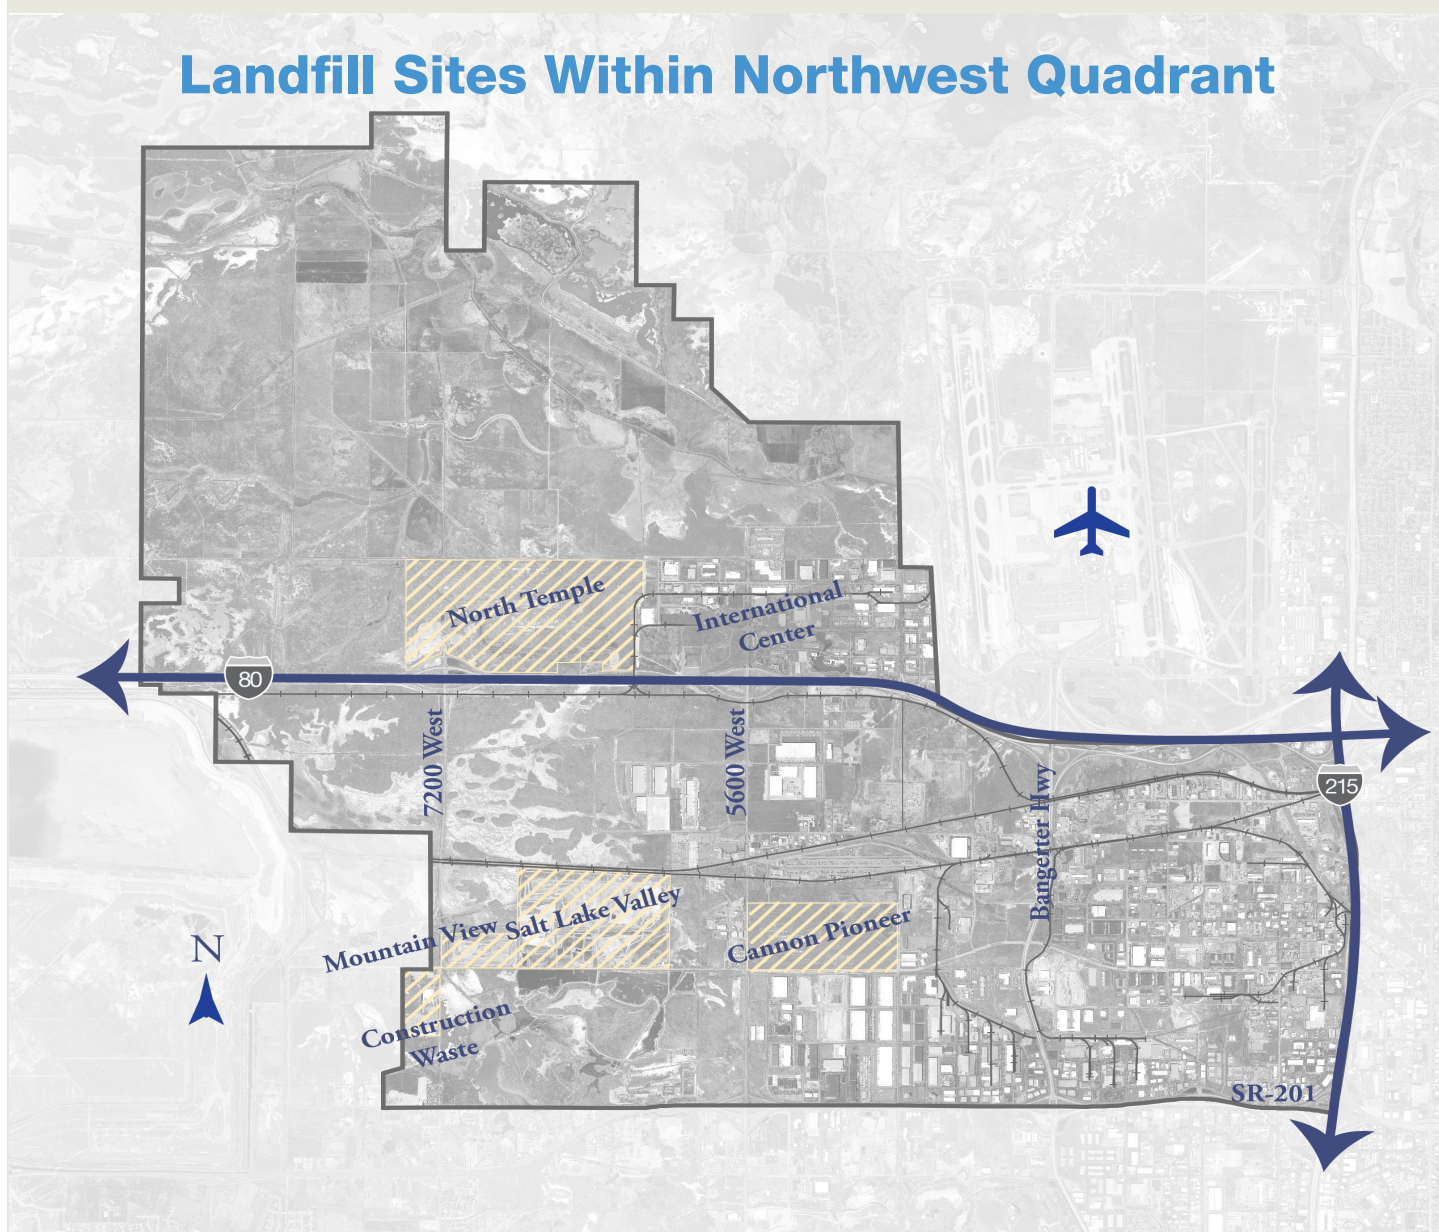 Landfill Sites Within Northwest Quadrant
North Temple
International
Center
80
7200 West
5600 West
Bangerter Hwy
215
Mountain View
Salt Lake Valley
Cannon Pioneer
N
Construction
Waste
SR-201